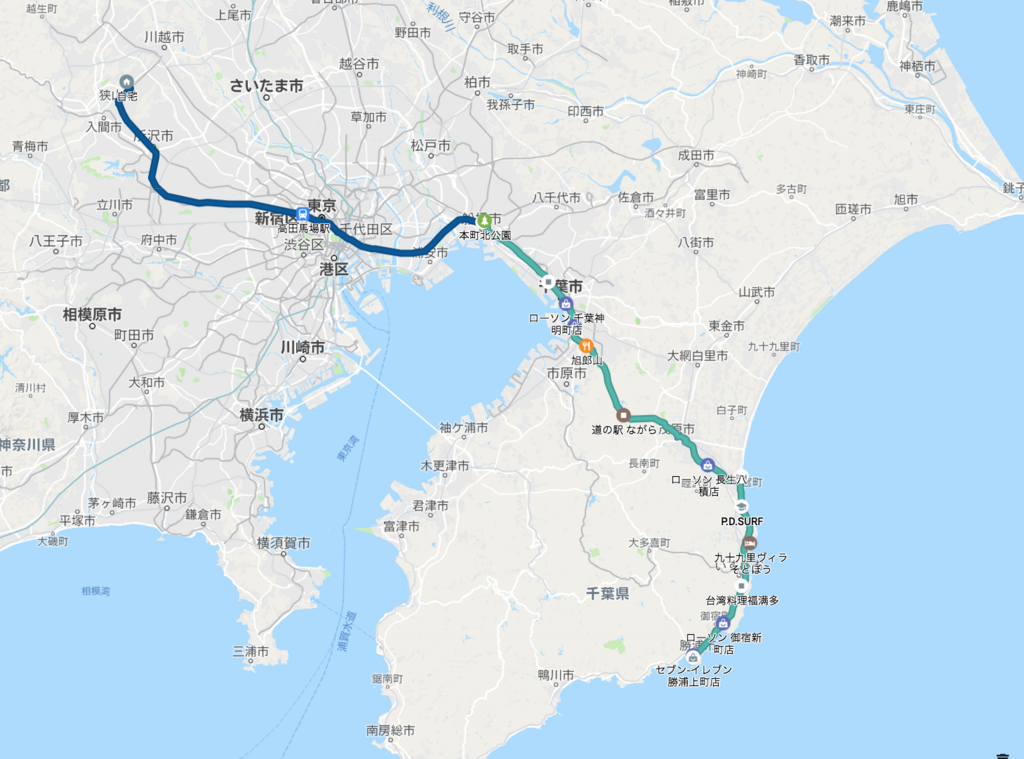 越生町
上尾市
春日部市
利根川
守谷市
稲敷市
鹿嶋市
潮来市
川越市
野田市
取手市
越谷市
香取市
神栖市
神崎町
さいたま市
柏市
我孫子市
印西市
東庄町
狭山
自宅
入間市
草加市
青梅市
所沢市
松戸市
成田市
銚子
都
立川市
東京
新宿区
高田馬場駅
千代田区
船橋市
本町北公園
八千代市
佐倉市
酒々井町
富里市
多古町
旭市
匝瑳市
八王子市
府中市
渋谷区
港区
浦安市
八街市
千葉市
山武市
相模原市
町田市
ローソン 千葉神
明町店
東金市
九十九里町
川崎市
旭郎山
市原市
大網白里市
清川村
大和市
厚木市
横浜市
白子町
道の駅 ながら
茂原市
神奈川県
袖ケ浦市
東京湾
木更津市
長南町
ローソン 長生八
積店
宮町
茅ヶ崎市
藤沢市
鎌倉市
平塚市
大磯町
君津市
富津市
P.D.SURF
横須賀市
大多喜町
九十九里ヴィラ
そとぼう
い
相模湾
千葉県
台湾料理福満多
浦賀水道
御宿町
ローソン 御宿新
町店
勝浦市
三浦市
セブン-イレブン
勝浦上町店
鋸南町
鴨川市
南房総市